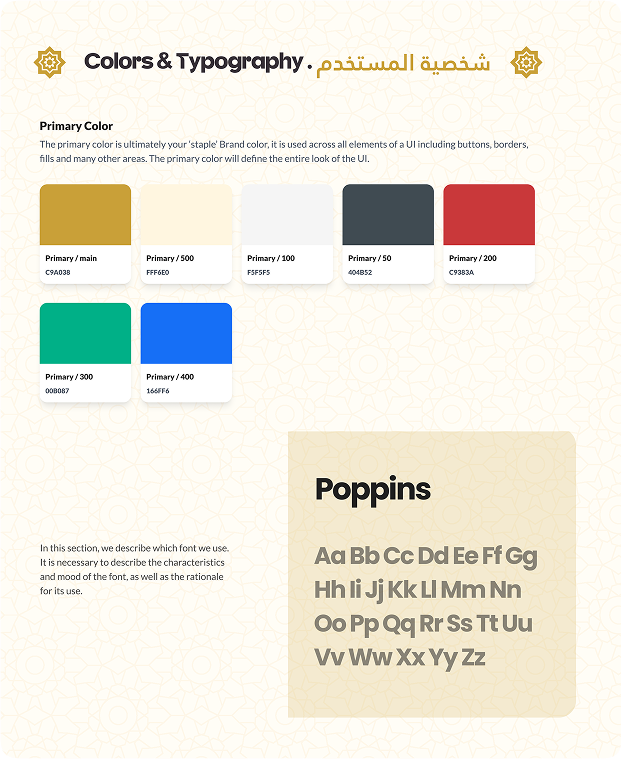 Colors & Typography . شخصية المستخدم
Primary Color
The primary color is ultimately your 'staple' Brand color, it is used across all elements of a UI including buttons, borders,
fills and many other areas. The primary color will define the entire look of the UI.
Primary / main
C9A038
Primary / 500
FFF6E0
Primary / 100
F5F5F5
Primary / 50
404B52
Primary / 200
C9383A
Primary / 300
00B087
Primary / 400
166FF6
In this section, we describe which font we use.
It is necessary to describe the characteristics
and mood of the font, as well as the rationale
for its use.
Poppins
Aa Bb Cc Dd Ee Ff Gg
Hh Ii Jj Kk Ll Mm Nn
Oo Pp Qq Rr Ss Tt Uu
Vv Ww Xx Yy Zz